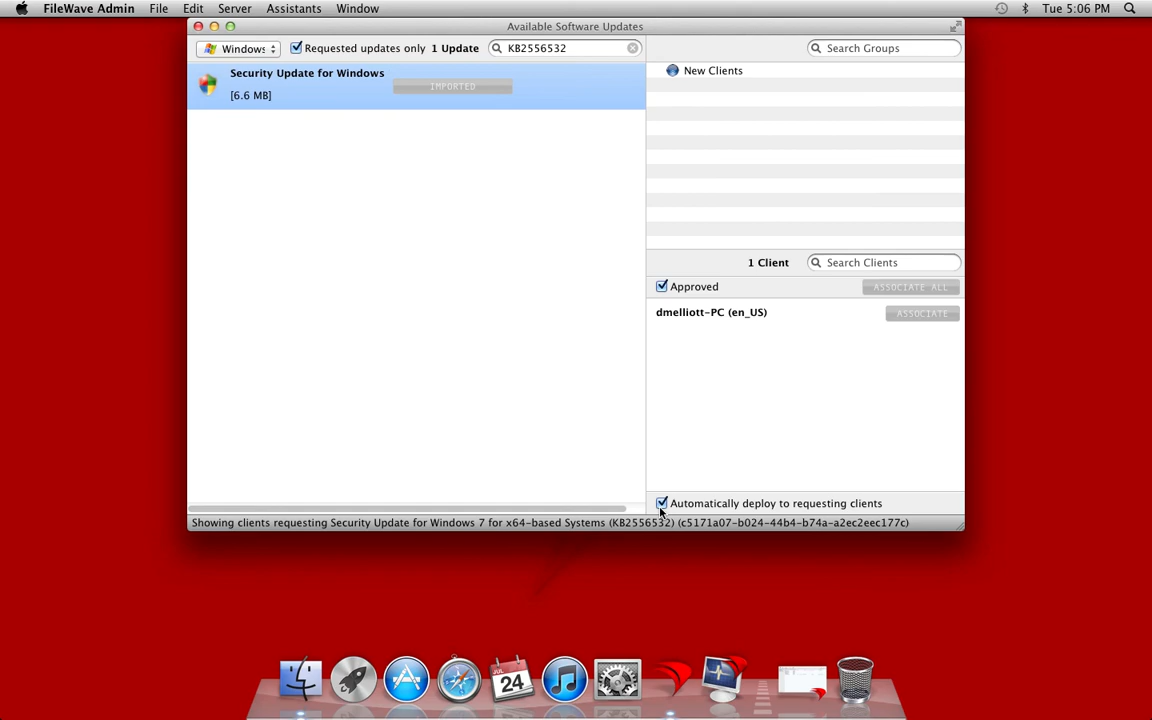 FileWave Admin File Edit Server Assistants Window Tue 5:06 PM
Available Software Updates
Windows Requested updates only 1 Update KB2556532 Search Groups
Security Update for Windows
IMPORTED
[6.6 MB]
New Clients
1 Client Search Clients
Approved ASSOCIATE ALL
dmelliott-PC (en_US) ASSOCIATE
Automatically deploy to requesting clients
Showing clients requesting Security Update for Windows 7 for x64-based Systems (KB2556532) (c5171a07-b024-44b4-b74a-a2ec2eec177c)
JUL
24